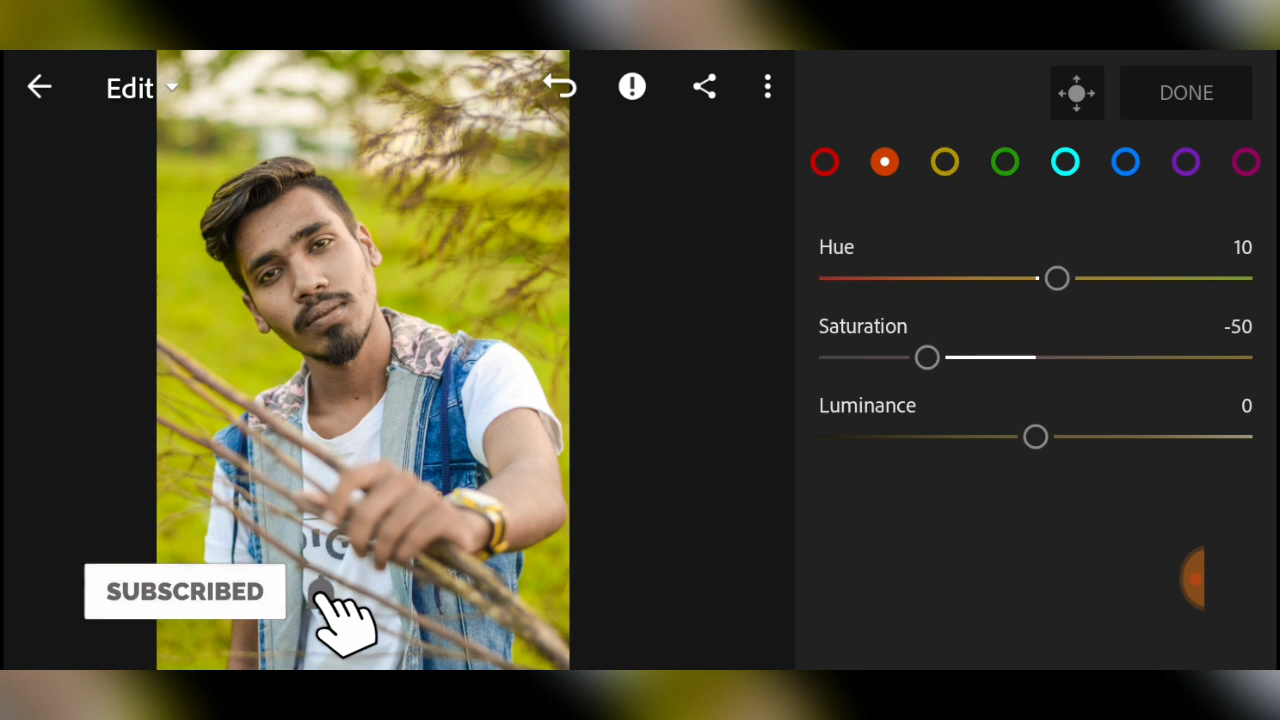 Edit
DONE
Hue 10
Saturation -50
Luminance 0
SUBSCRIBED